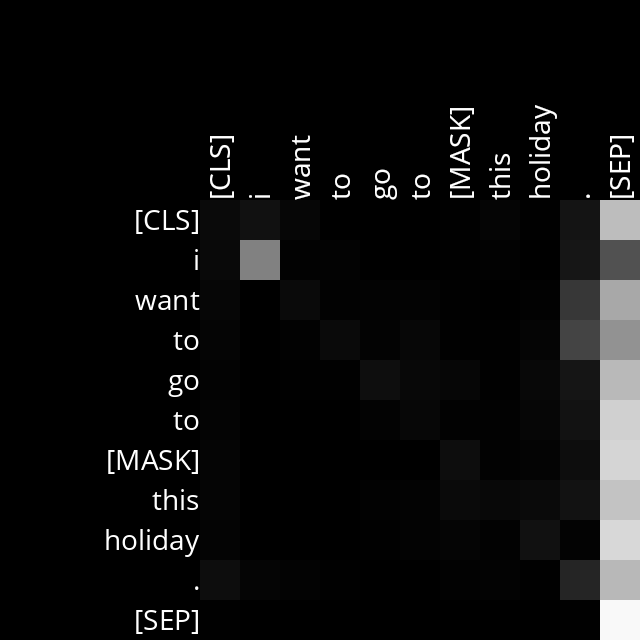 [CLS] i want to go to [MASK] this holiday . [SEP]
[CLS]
i
want
to
go
to
[MASK]
this
holiday
.
[SEP]